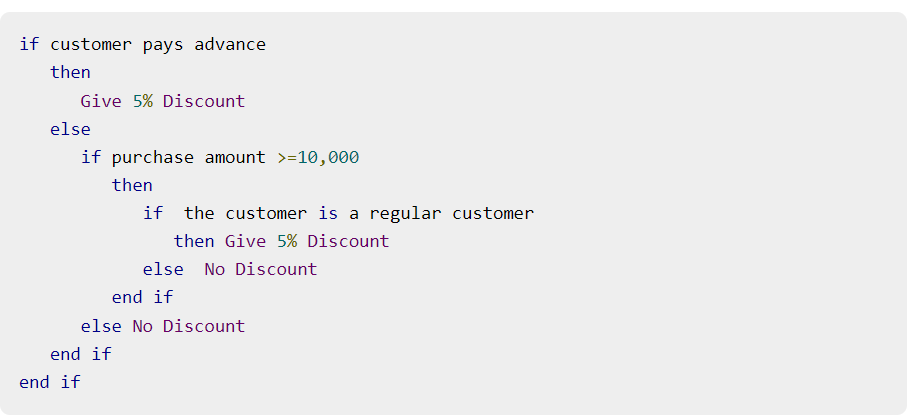 if customer pays advance
then
Give 5% Discount
else
if purchase amount >=10,000
then
if the customer is a regular customer
then Give 5% Discount
else No Discount
end if
else No Discount
end if
end if